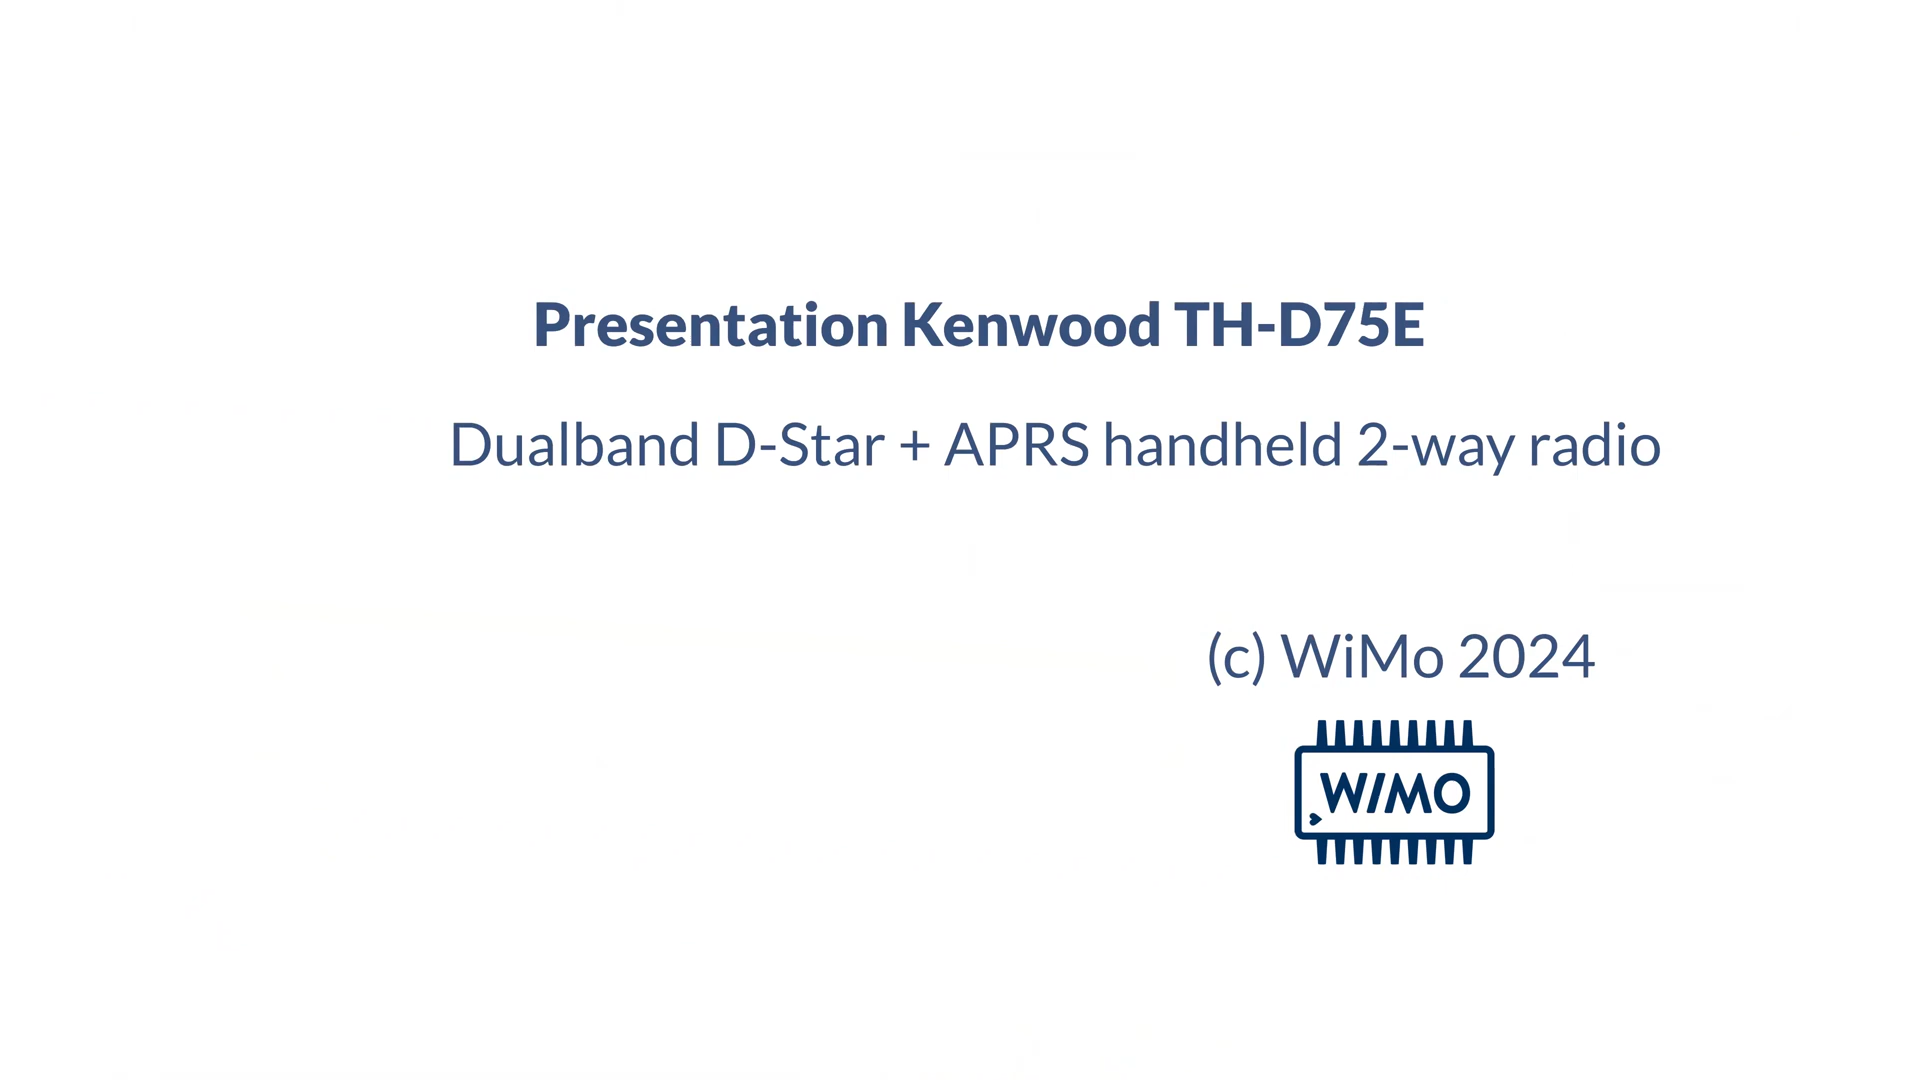 Presentation Kenwood TH-D75E
Dualband D-Star + APRS handheld 2-way radio
(c) WiMo 2024
WIMO